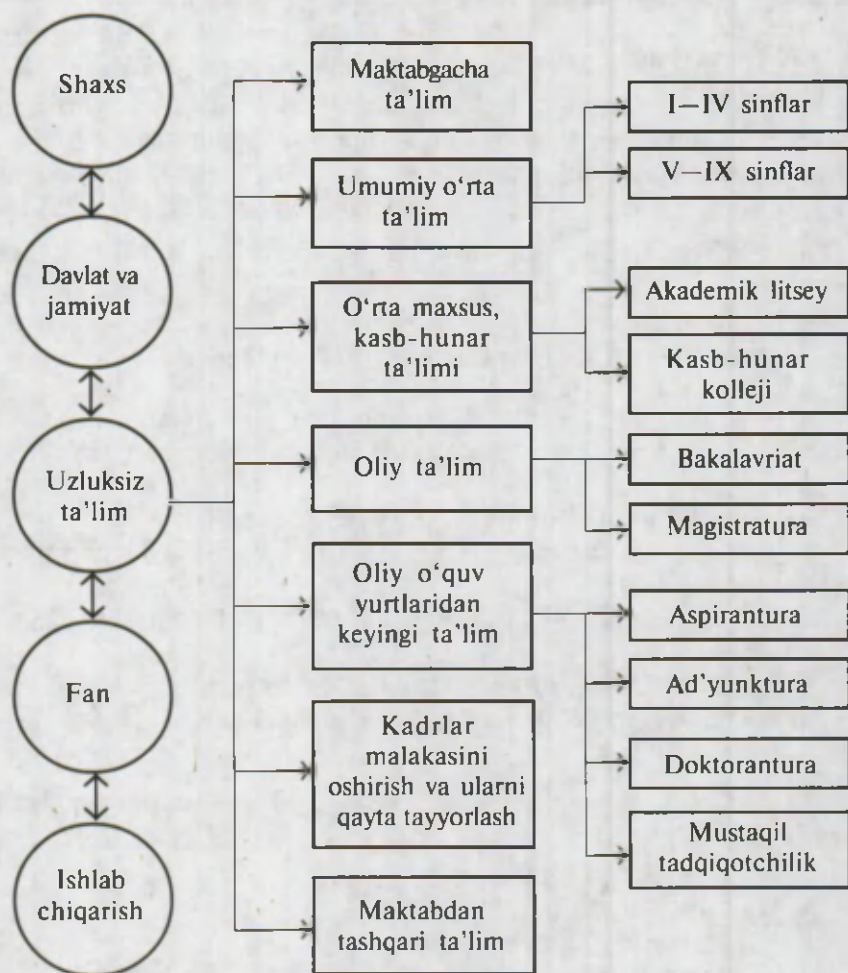 Shaxs
Davlat va
jamiyat
Uzluksiz
ta’lim
Fan
Ishlab
chiqarish
Maktabgacha
ta’lim
Umumiy o‘rta
ta’lim
O‘rta maxsus,
kasb-hunar
ta’limi
Oliy ta’lim
Oliy o‘quv
yurtlaridan
keyingi ta’lim
Kadrlar
malakasini
oshirish va ularni
qayta tayyorlash
Maktabdan
tashqari ta’lim
I—IV sinflar
V—IX sinflar
Akademik litsey
Kasb-hunar
kolleji
Bakalavriat
Magistratura
Aspirantura
Ad’yunktura
Doktorantura
Mustaqil
tadqiqotchilik